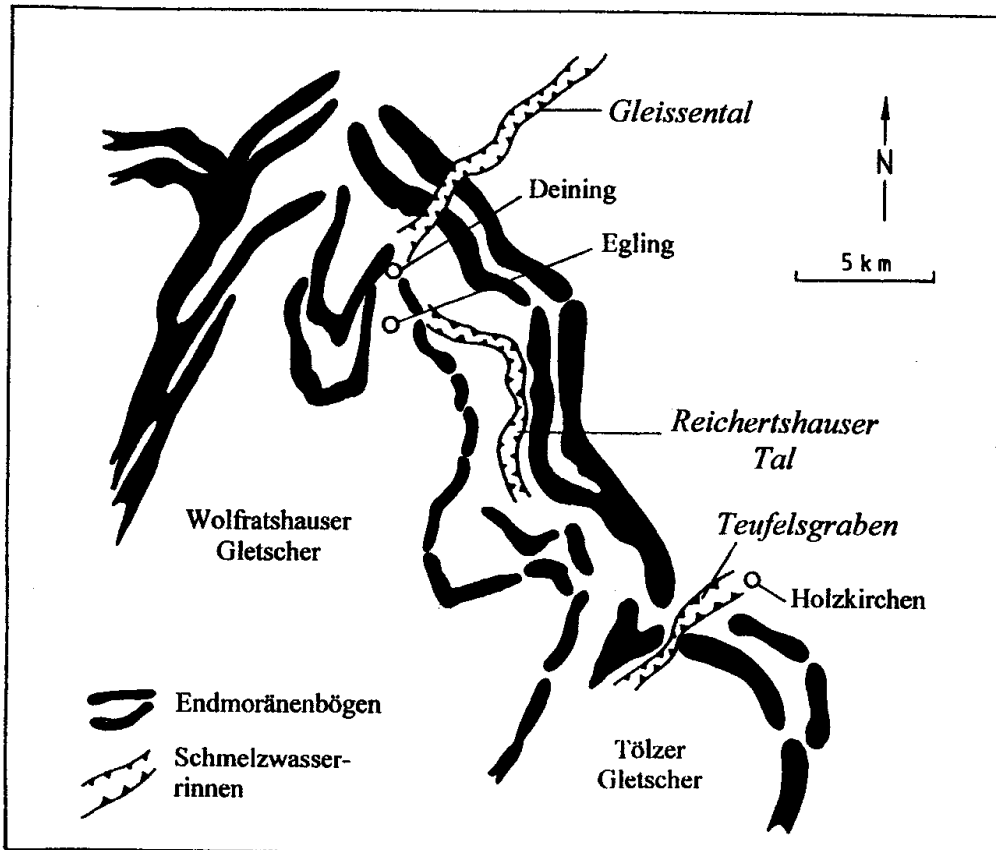 Gleissental
N
Deining
Egling
5 km
Reichertshauser
Tal
Wolfratshauser
Gletscher
Teufelsgraben
Holzkirchen
Endmoränenbögen
Schmelzwasser-
rinnen
Tölzer
Gletscher